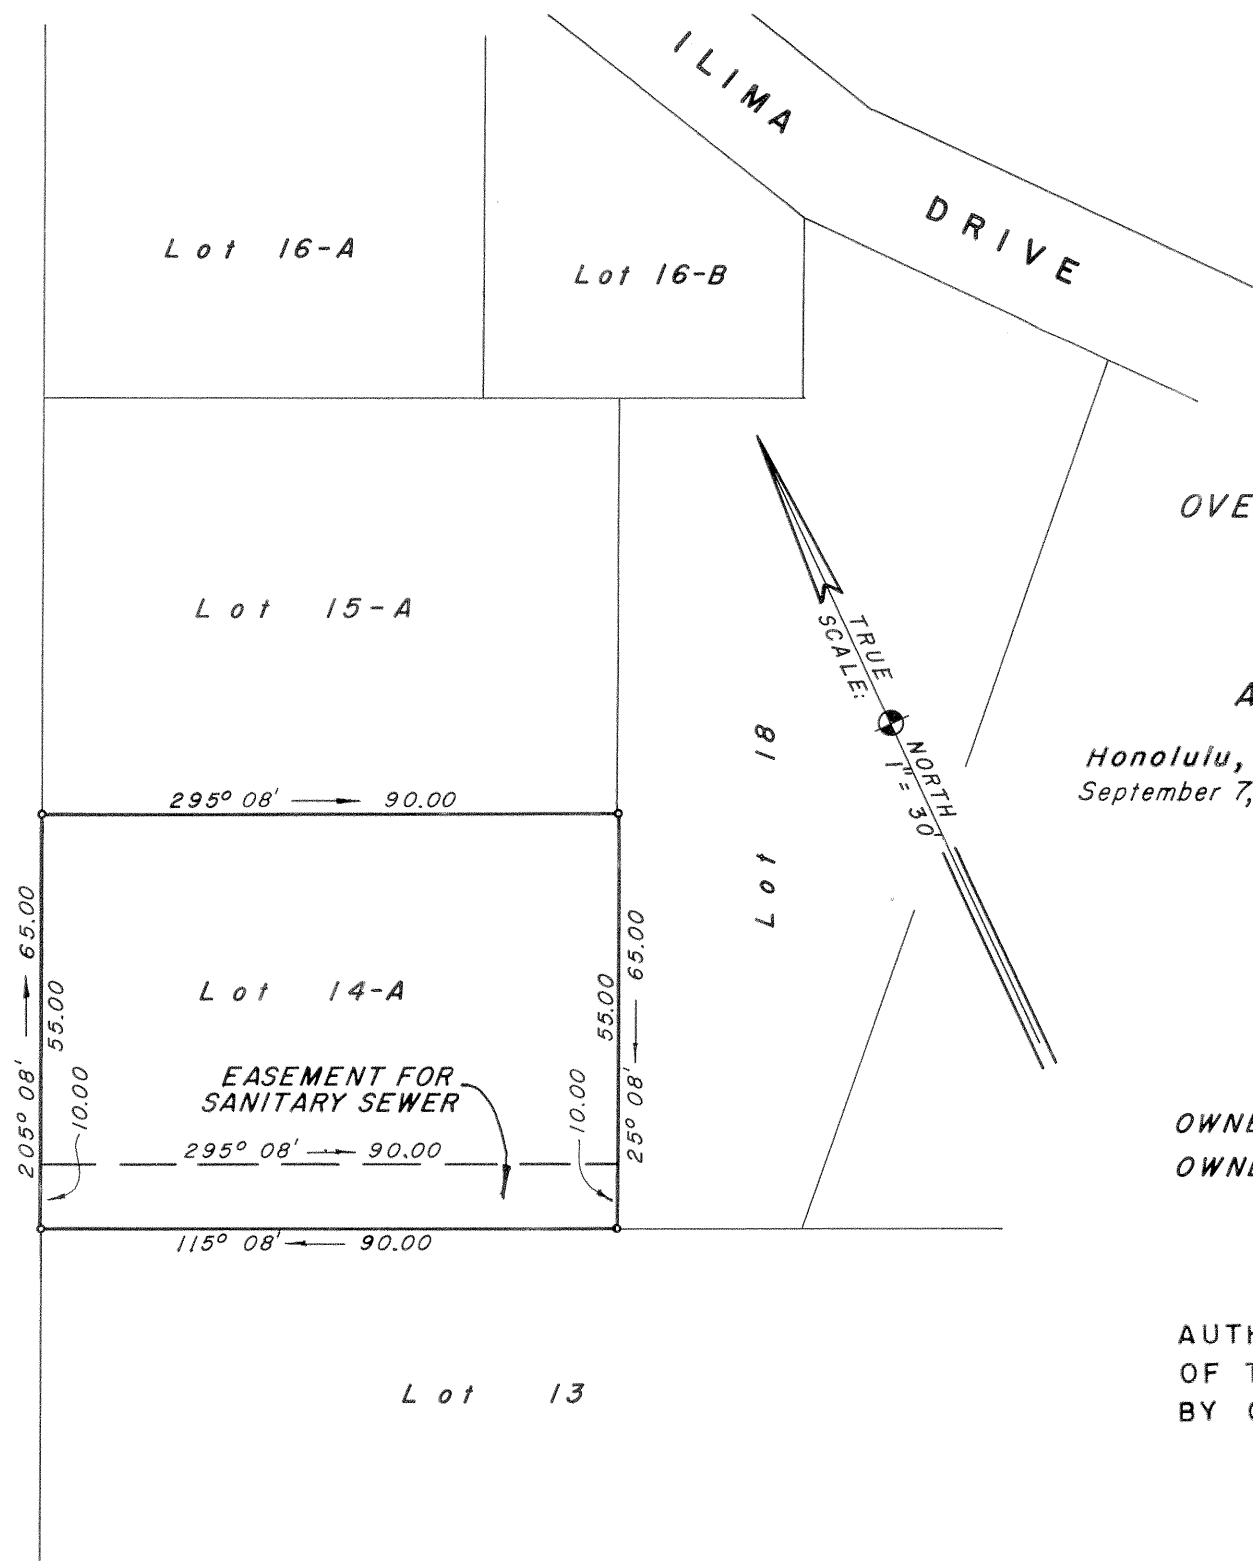 ILIMA DRIVE
Lot 16-A
Lot 16-B
OVE
Lot 15-A
TRUE NORTH
SCALE: 1" = 30'
A
Lot 18
Honolulu,
September 7,
295° 08' 90.00
205° 08' 65.00
55.00
10.00
Lot 14-A
55.00
10.00
25° 08' 65.00
EASEMENT FOR
SANITARY SEWER
295° 08' 90.00
115° 08' 90.00
OWNE
OWNE
Lot 13
AUTH
OF T
BY C